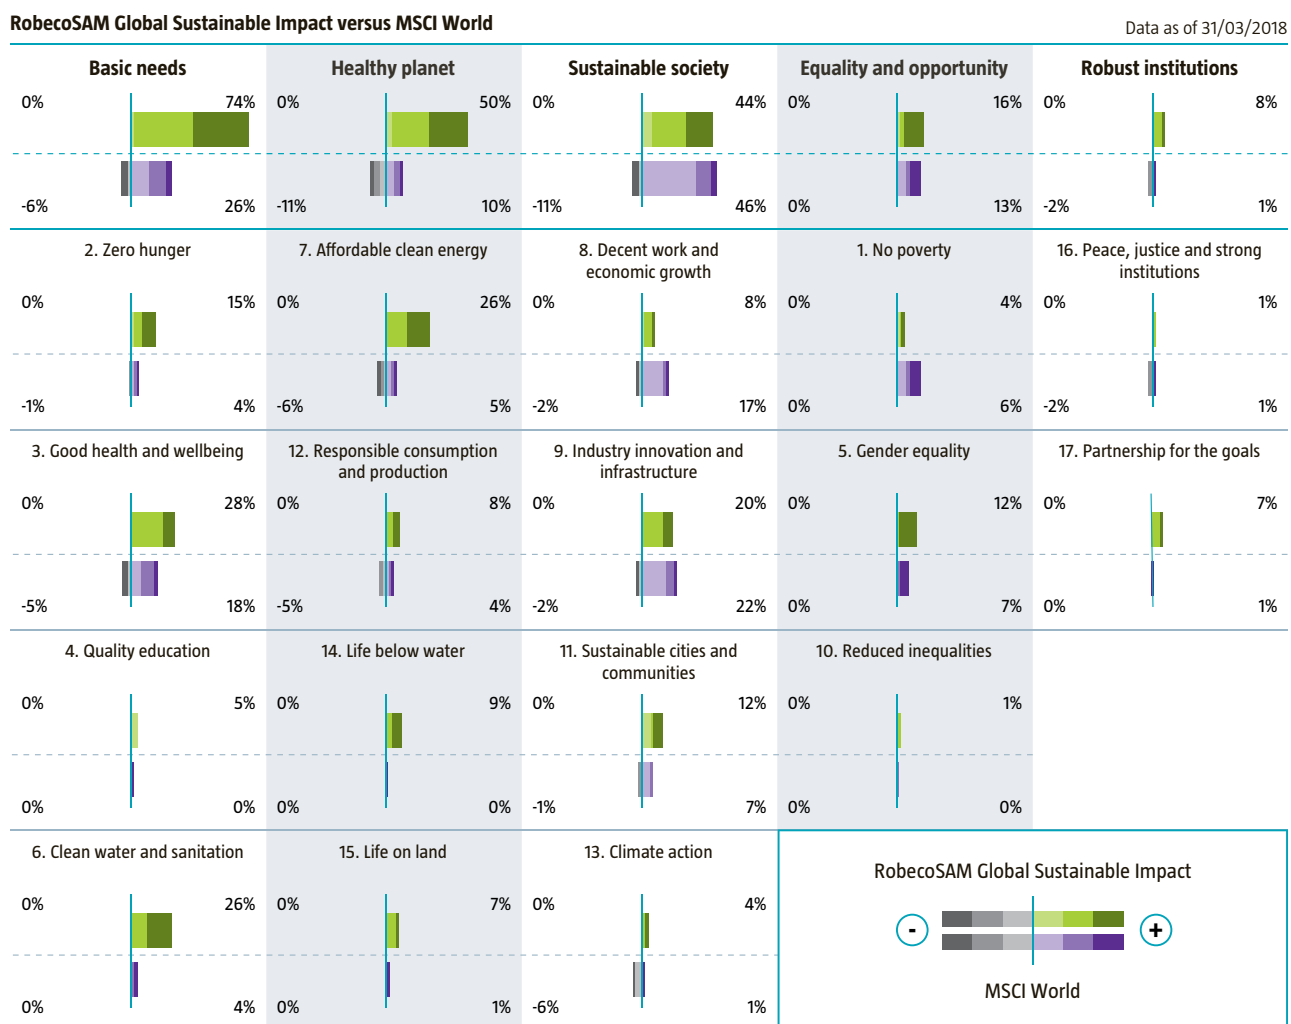 RobecoSAM Global Sustainable Impact versus MSCI World
Data as of 31/03/2018
Basic needs
Healthy planet
Sustainable society
Equality and opportunity
Robust institutions
0% 74%
0% 50%
0% 44%
0% 16%
0% 8%
-6% 26%
-11% 10%
-11% 46%
0% 13%
-2% 1%
2. Zero hunger
7. Affordable clean energy
8. Decent work and
economic growth
1. No poverty
16. Peace, justice and strong
institutions
0% 15%
0% 26%
0% 8%
0% 4%
0% 1%
-1% 4%
-6% 5%
-2% 17%
0% 6%
-2% 1%
3. Good health and wellbeing
12. Responsible consumption
and production
9. Industry innovation and
infrastructure
5. Gender equality
17. Partnership for the goals
0% 28%
0% 8%
0% 20%
0% 12%
0% 7%
-5% 18%
-5% 4%
-2% 22%
0% 7%
0% 1%
4. Quality education
14. Life below water
11. Sustainable cities and
communities
10. Reduced inequalities
0% 5%
0% 9%
0% 12%
0% 1%
0% 0%
0% 0%
-1% 7%
0% 0%
6. Clean water and sanitation
15. Life on land
13. Climate action
0% 26%
0% 7%
0% 4%
0% 4%
0% 1%
-6% 1%
RobecoSAM Global Sustainable Impact
- +
MSCI World